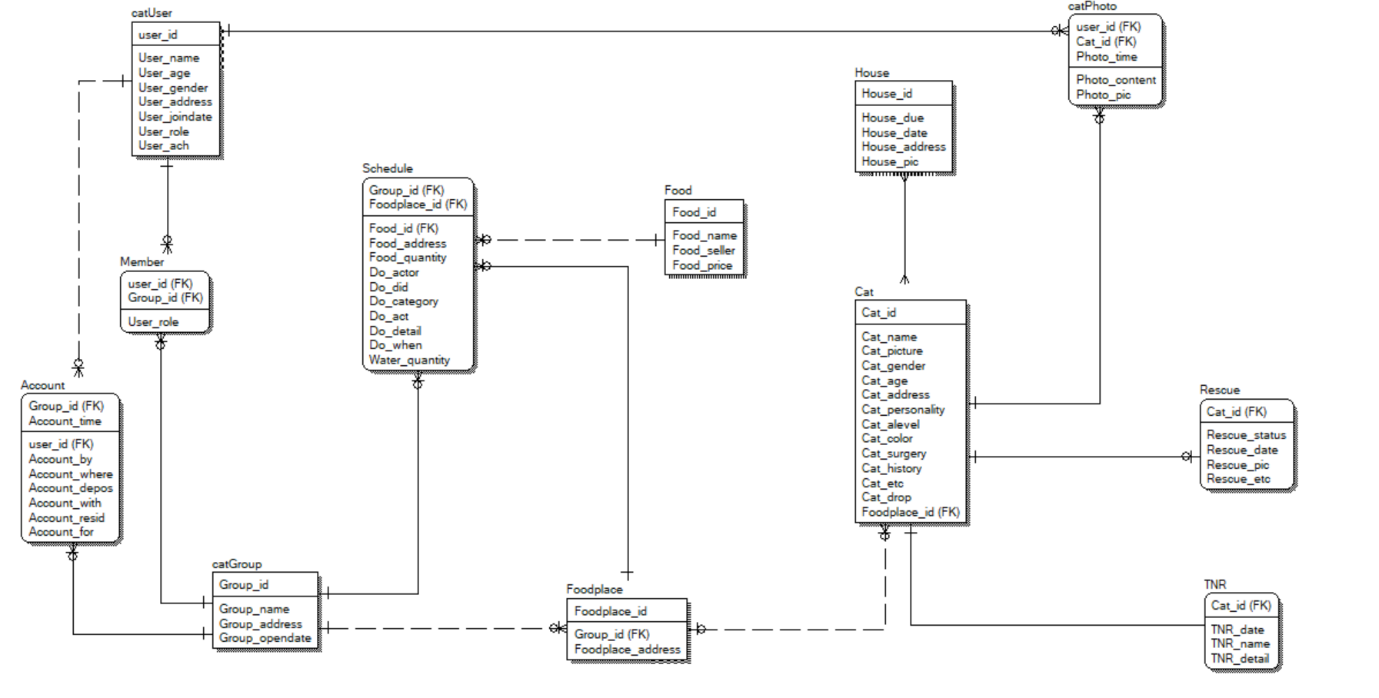 catUser
user_id
User_name
User_age
User_gender
User_address
User_joindate
User_role
User_ach
catPhoto
user_id (FK)
Cat_id (FK)
Photo_time
Photo_content
Photo_pic
House
House_id
House_due
House_date
House_address
House_pic
Schedule
Group_id (FK)
Foodplace_id (FK)
Food_id (FK)
Food_address
Food_quantity
Do_actor
Do_did
Do_category
Do_act
Do_detail
Do_when
Water_quantity
Food
Food_id
Food_name
Food_seller
Food_price
Member
user_id (FK)
Group_id (FK)
User_role
Cat
Cat_id
Cat_name
Cat_picture
Cat_gender
Cat_age
Cat_address
Cat_personality
Cat_alevel
Cat_color
Cat_surgery
Cat_history
Cat_etc
Cat_drop
Foodplace_id (FK)
Account
Group_id (FK)
Account_time
user_id (FK)
Account_by
Account_where
Account_depos
Account_with
Account_resid
Account_for
Rescue
Cat_id (FK)
Rescue_status
Rescue_date
Rescue_pic
Rescue_etc
catGroup
Group_id
Group_name
Group_address
Group_opendate
Foodplace
Foodplace_id
Group_id (FK)
Foodplace_address
TNR
Cat_id (FK)
TNR_date
TNR_name
TNR_detail